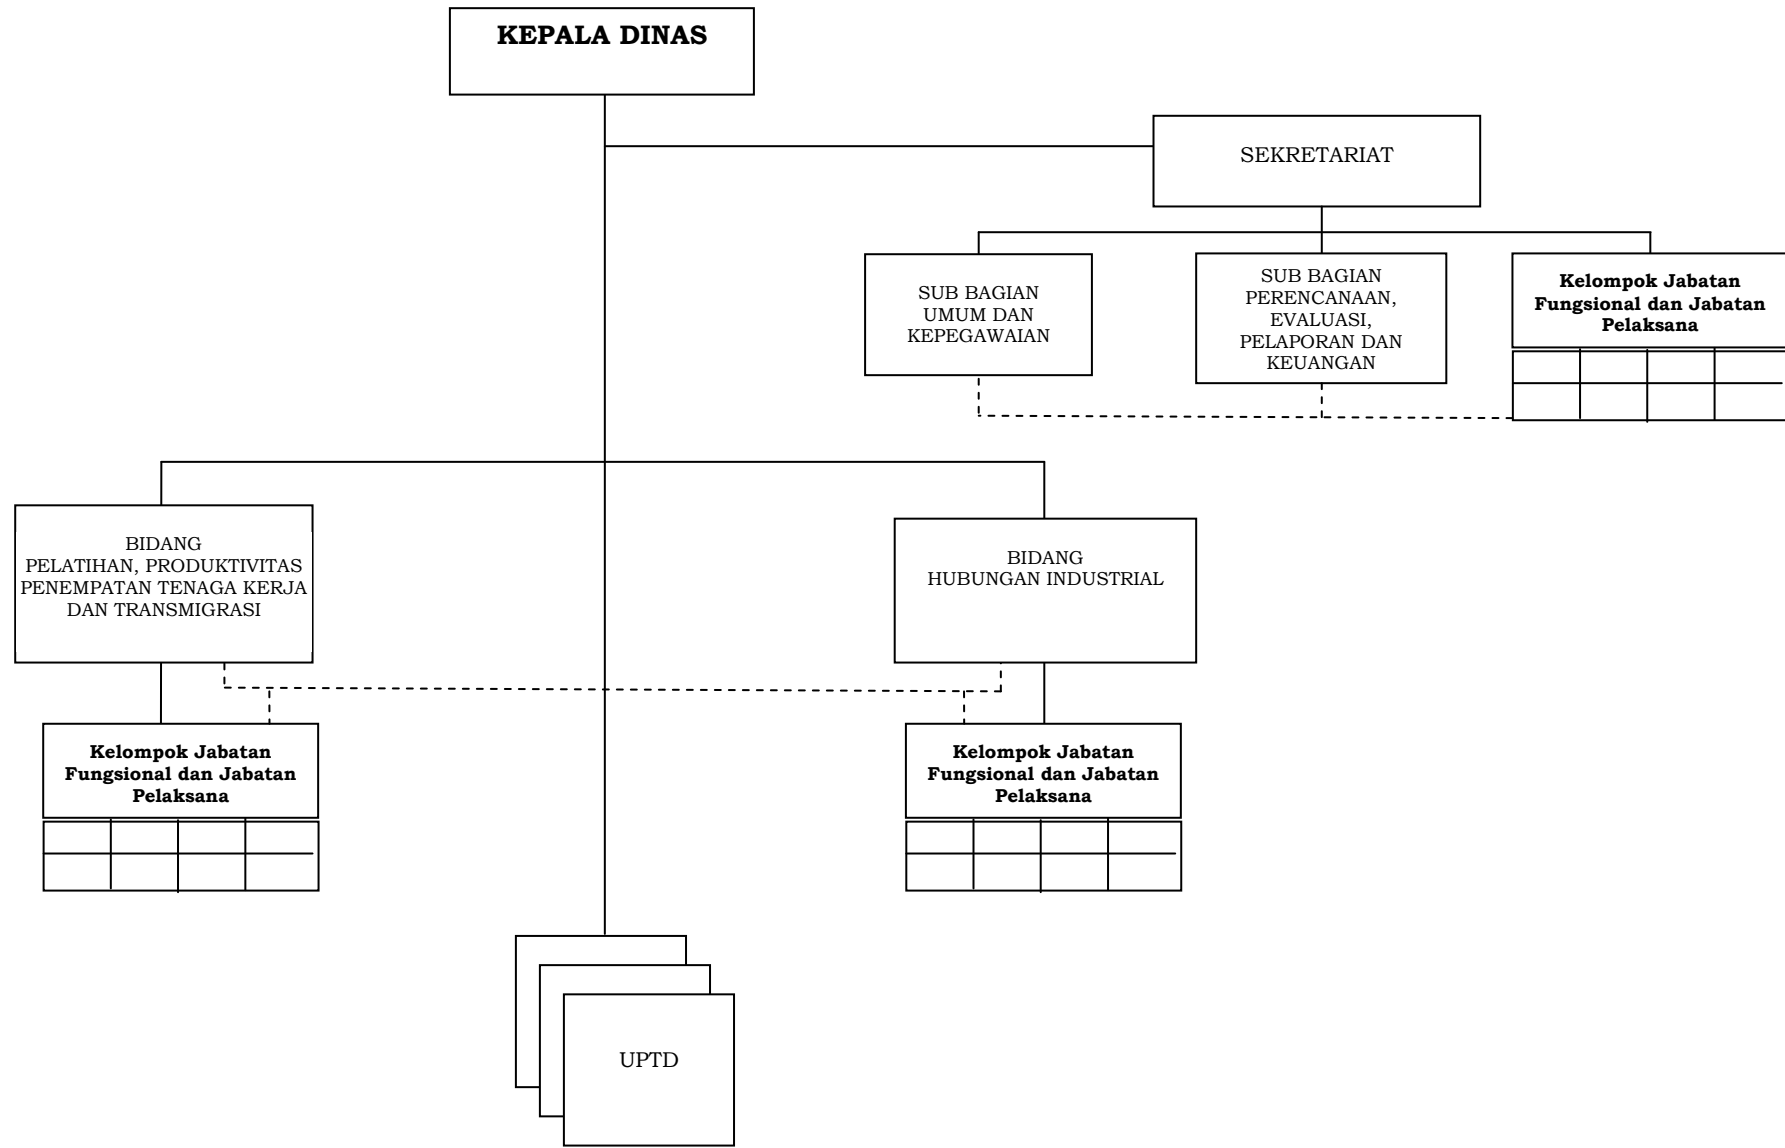 KEPALA DINAS
SEKRETARIAT
SUB BAGIAN
UMUM DAN
KEPEGAWAIAN
SUB BAGIAN
PERENCANAAN,
EVALUASI,
PELAPORAN DAN
KEUANGAN
Kelompok Jabatan
Fungsional dan Jabatan
Pelaksana
BIDANG
PELATIHAN, PRODUKTIVITAS
PENEMPATAN TENAGA KERJA
DAN TRANSMIGRASI
BIDANG
HUBUNGAN INDUSTRIAL
Kelompok Jabatan
Fungsional dan Jabatan
Pelaksana
Kelompok Jabatan
Fungsional dan Jabatan
Pelaksana
UPTD